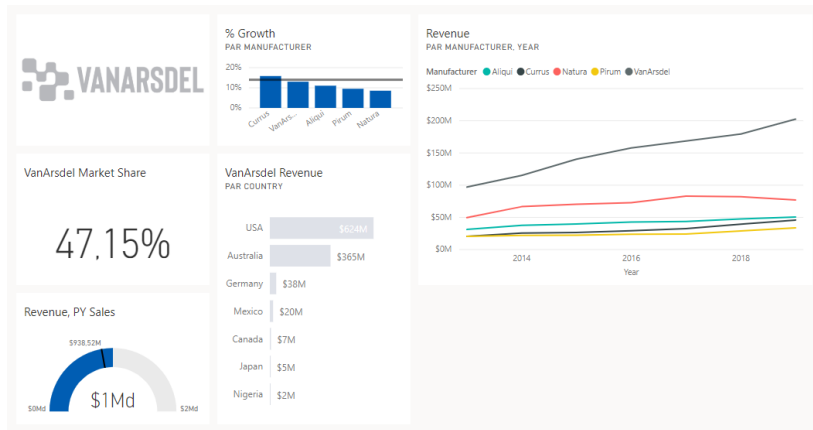 VANARSDEL
% Growth
PAR MANUFACTURER
20%
10%
0%
Currus
VanArs...
Aliqui
Pirum
Natura
Revenue
PAR MANUFACTURER, YEAR
Manufacturer Aliqui Currus Natura Pirum VanArsdel
$250M
$200M
$150M
$100M
$50M
$0M
2014 2016 2018
Year
VanArsdel Market Share
47,15%
VanArsdel Revenue
PAR COUNTRY
USA $624M
Australia $365M
Germany $38M
Mexico $20M
Canada $7M
Japan $5M
Nigeria $2M
Revenue, PY Sales
$938.52M
$1Md
$0Md $2Md